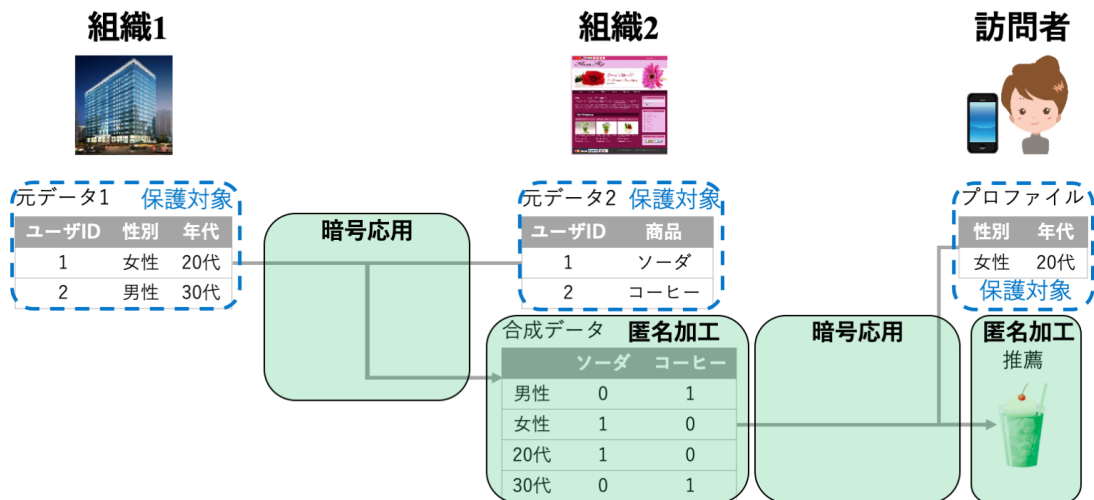 組織1
組織2
訪問者
元データ1 保護対象
ユーザID 性別 年代
1 女性 20代
2 男性 30代
暗号応用
元データ2 保護対象
ユーザID 商品
1 ソーダ
2 コーヒー
プロファイル
性別 年代
女性 20代
保護対象
合成データ 匿名加工
ソーダ コーヒー
男性 0 1
女性 1 0
20代 1 0
30代 0 1
暗号応用
匿名加工
推薦